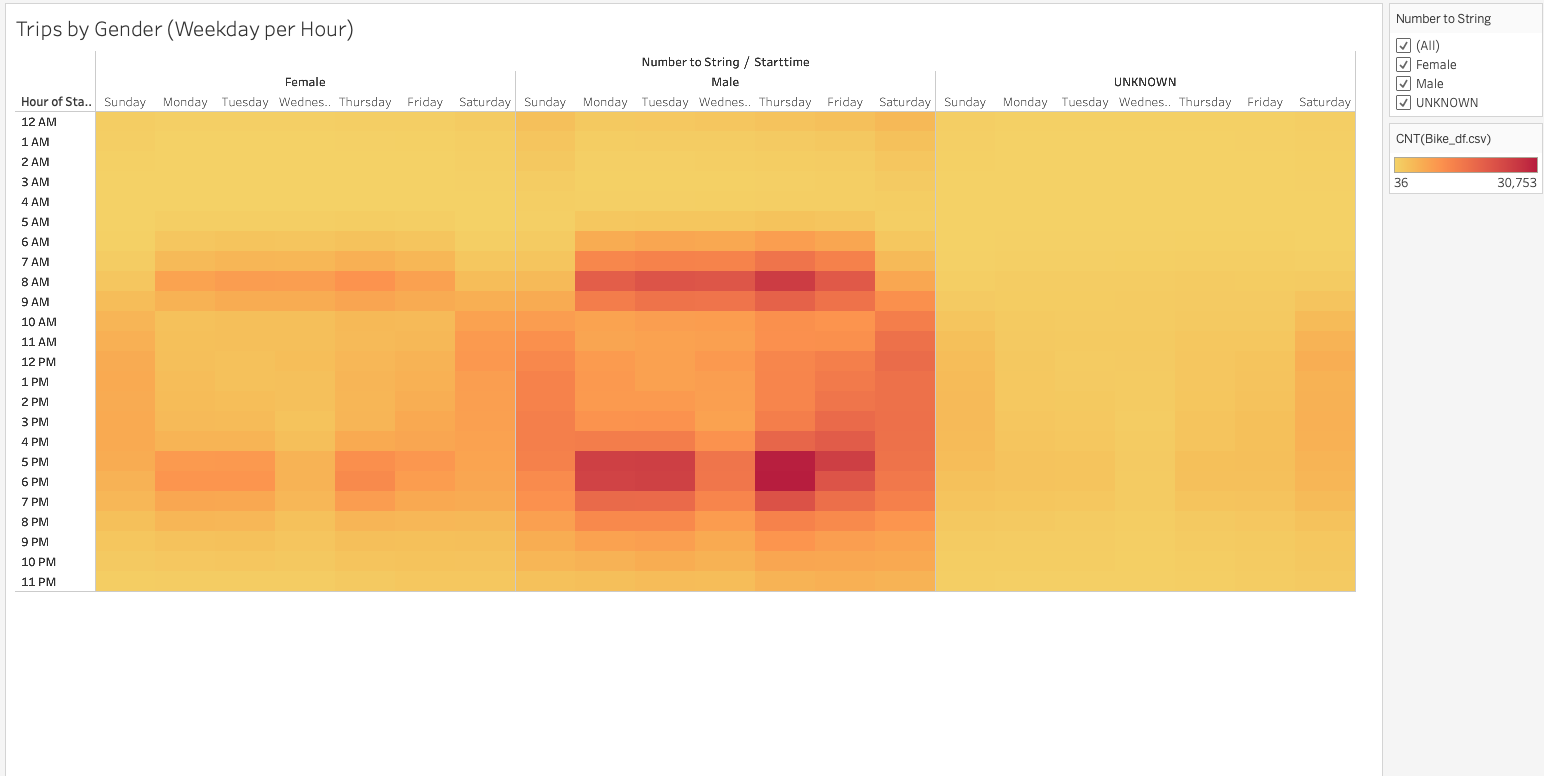 Trips by Gender (Weekday per Hour)
Number to String / Starttime
Female Male UNKNOWN
Hour of Sta.. Sunday Monday Tuesday Wednes.. Thursday Friday Saturday Sunday Monday Tuesday Wednes.. Thursday Friday Saturday Sunday Monday Tuesday Wednes.. Thursday Friday Saturday
12 AM
1 AM
2 AM
3 AM
4 AM
5 AM
6 AM
7 AM
8 AM
9 AM
10 AM
11 AM
12 PM
1 PM
2 PM
3 PM
4 PM
5 PM
6 PM
7 PM
8 PM
9 PM
10 PM
11 PM
Number to String
(All)
Female
Male
UNKNOWN
CNT(Bike_df.csv)
36 30,753